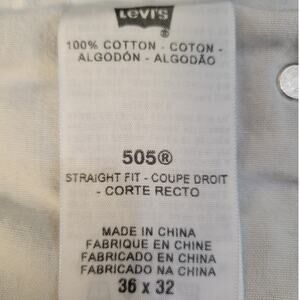 Levi's
®
100% COTTON - COTON -
ALGODÓN - ALGODÃO
505®
STRAIGHT FIT - COUPE DROIT
- CORTE RECTO
MADE IN CHINA
FABRIQUE EN CHINE
FABRICADO EN CHINA
FABRICADO NA CHINA
36 x 32